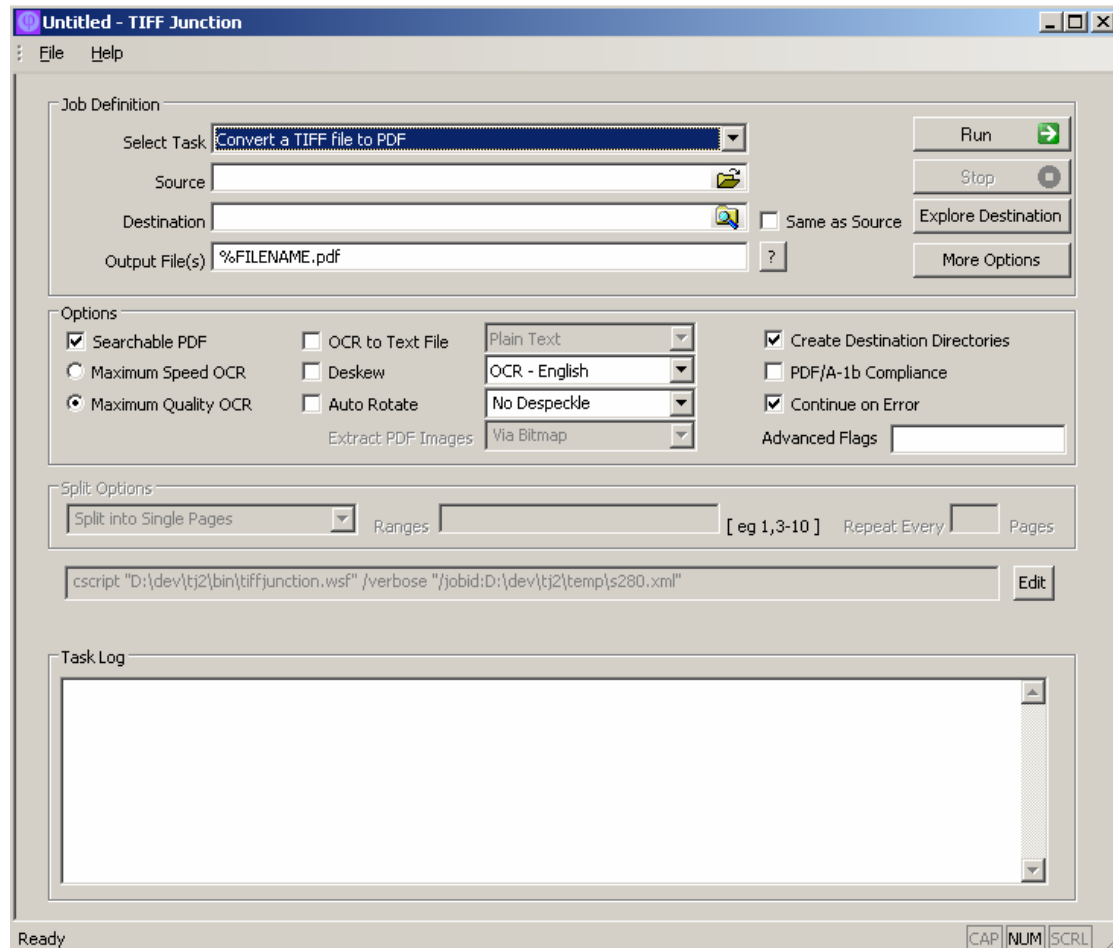 Untitled - TIFF Junction
File Help
Job Definition
Select Task Convert a TIFF file to PDF Run
Source Stop
Destination Same as Source Explore Destination
Output File(s) %FILENAME.pdf ? More Options
Options
Searchable PDF OCR to Text File Plain Text Create Destination Directories
Maximum Speed OCR Deskew OCR - English PDF/A-1b Compliance
Maximum Quality OCR Auto Rotate No Despeckle Continue on Error
Extract PDF Images Via Bitmap Advanced Flags
Split Options
Split into Single Pages Ranges [ eg 1,3-10 ] Repeat Every Pages
cscript "D:\dev\tj2\bin\tiffjunction.wsf" /verbose "/jobid:D:\dev\tj2\temp\s280.xml" Edit
Task Log
Ready CAP NUM SCRL